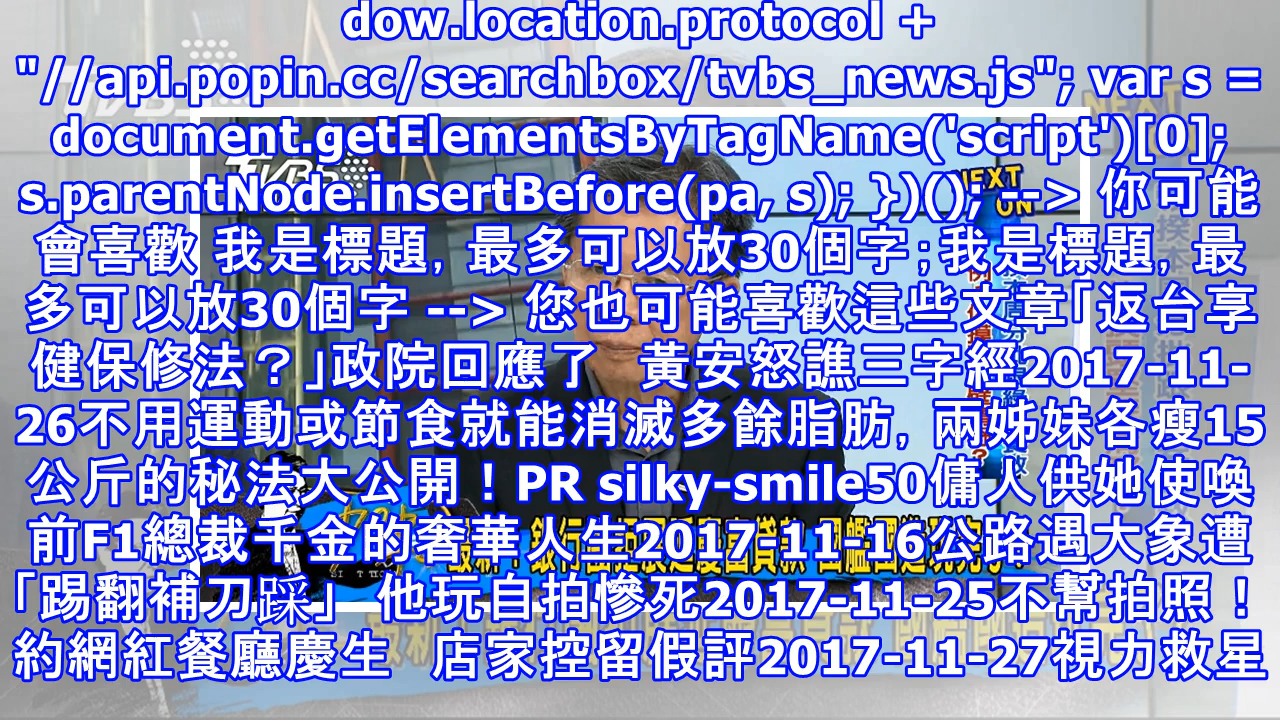 dow.location.protocol +
"//api.popin.cc/searchbox/tvbs_news.js"; var s =
document.getElementsByTagName('script')[0];
s.parentNode.insertBefore(pa, s); })(); --> 你可能
會喜歡 我是標題, 最多可以放30個字;我是標題, 最
多可以放30個字 --> 您也可能喜歡這些文章「返台享
健保修法？」政院回應了 黃安怒譙三字經2017-11-
26不用運動或節食就能消滅多餘脂肪, 兩姊妹各瘦15
公斤的秘法大公開！PR silky-smile50傭人供她使喚
前F1總裁千金的奢華人生2017-11-16公路遇大象遭
「踢翻補刀踩」 他玩自拍慘死2017-11-25不幫拍照！
約網紅餐廳慶生 店家控留假評2017-11-27視力救星
TVBS
NEXT
ON